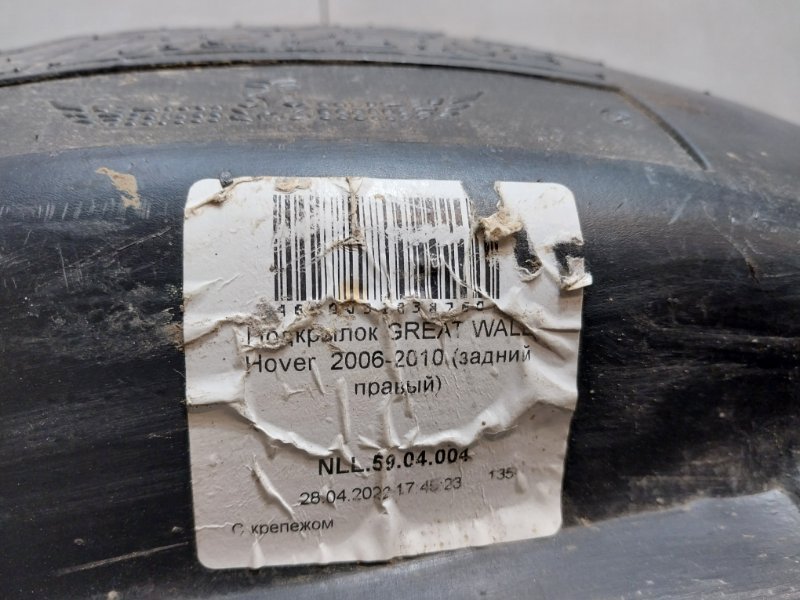 Подкрылок GREAT WALL
Hover 2006-2010 (задний
правый)
NLL.59.04.004
28.04.2022 17:45:23 135
С крепежом